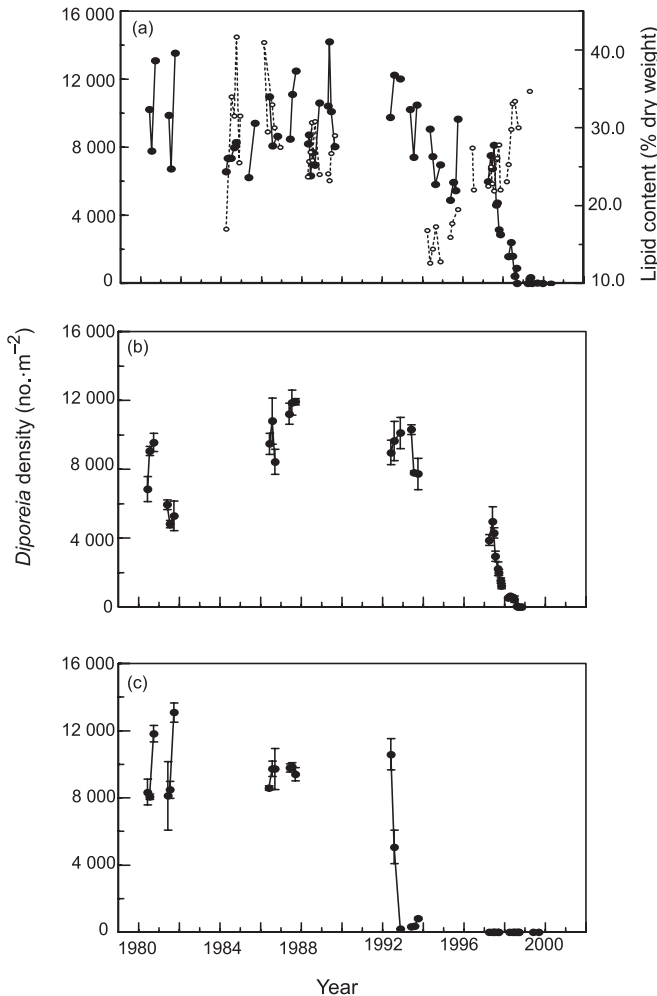 (a)
16 000
12 000
8 000
4 000
0
40.0
30.0
20.0
10.0
Lipid content (% dry weight)
Diporeia density (no.·m−2)
(b)
16 000
12 000
8 000
4 000
0
(c)
16 000
12 000
8 000
4 000
0
1980 1984 1988 1992 1996 2000
Year